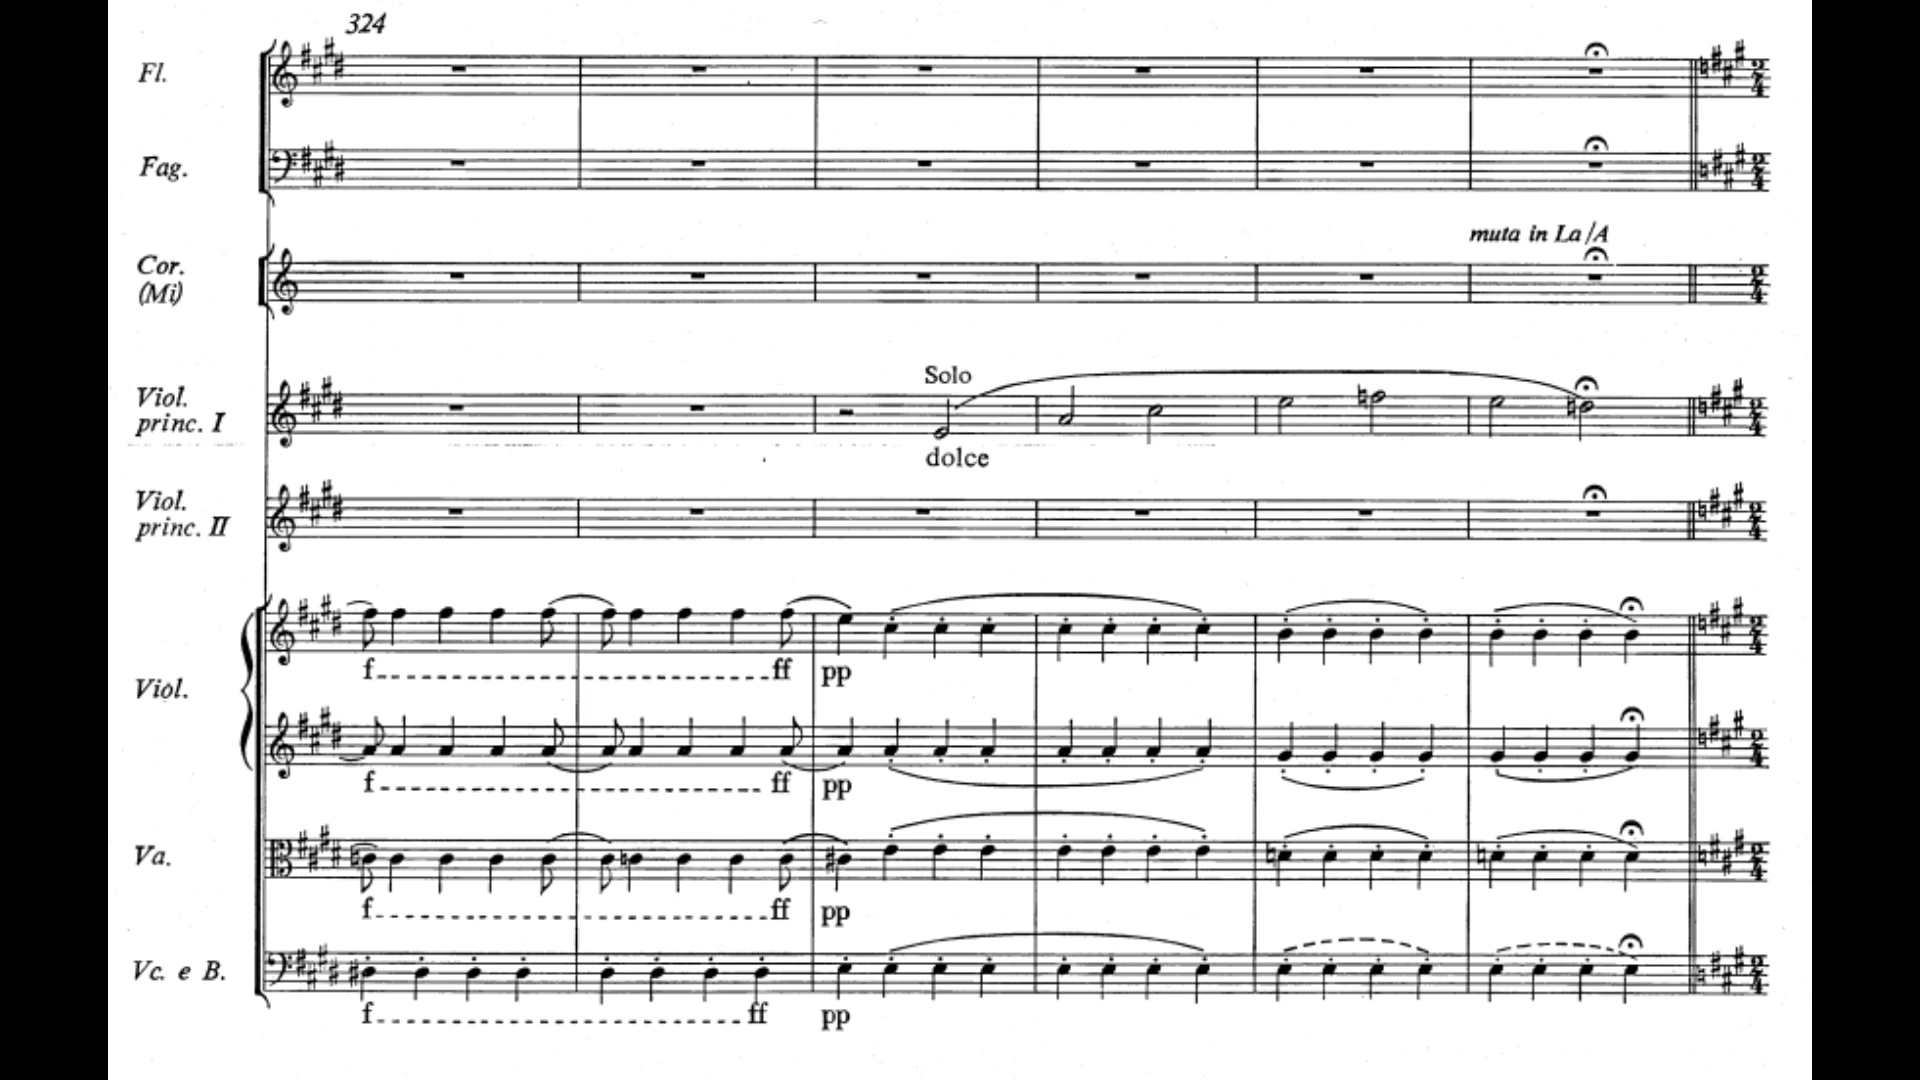 324
Fl.
Fag.
muta in La/A
Cor.
(Mi)
Solo
Viol.
princ. I
dolce
Viol.
princ. II
f ff pp
Viol.
f ff pp
Va.
f ff pp
Vc. e B.
f ff pp